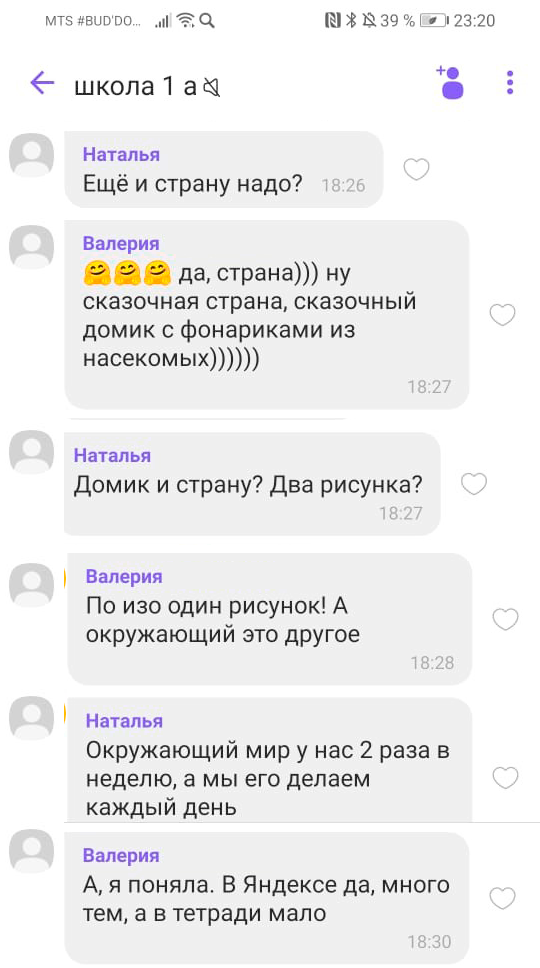 MTS #BUD'DO... 39 % 23:20
школа 1 а
Наталья
Ещё и страну надо? 18:26
Валерия
🤗🤗🤗 да, страна))) ну
сказочная страна, сказочный
домик с фонариками из
насекомых))))))
18:27
Наталья
Домик и страну? Два рисунка?
18:27
Валерия
По изо один рисунок! А
окружающий это другое
18:28
Наталья
Окружающий мир у нас 2 раза в
неделю, а мы его делаем
каждый день
Валерия
А, я поняла. В Яндексе да, много
тем, а в тетради мало
18:30